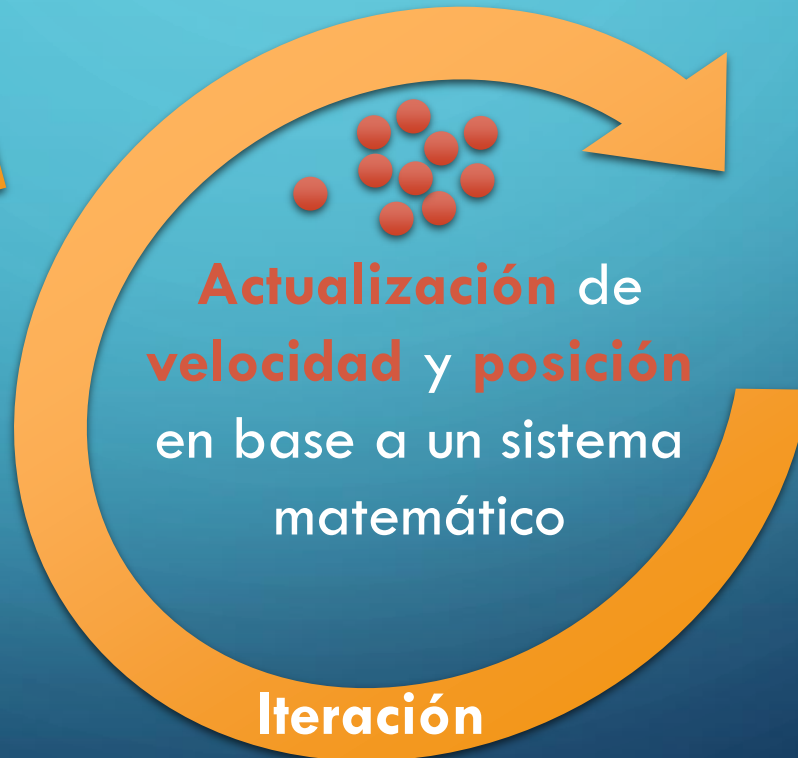 Actualización de
velocidad y posición
en base a un sistema
matemático
Iteración